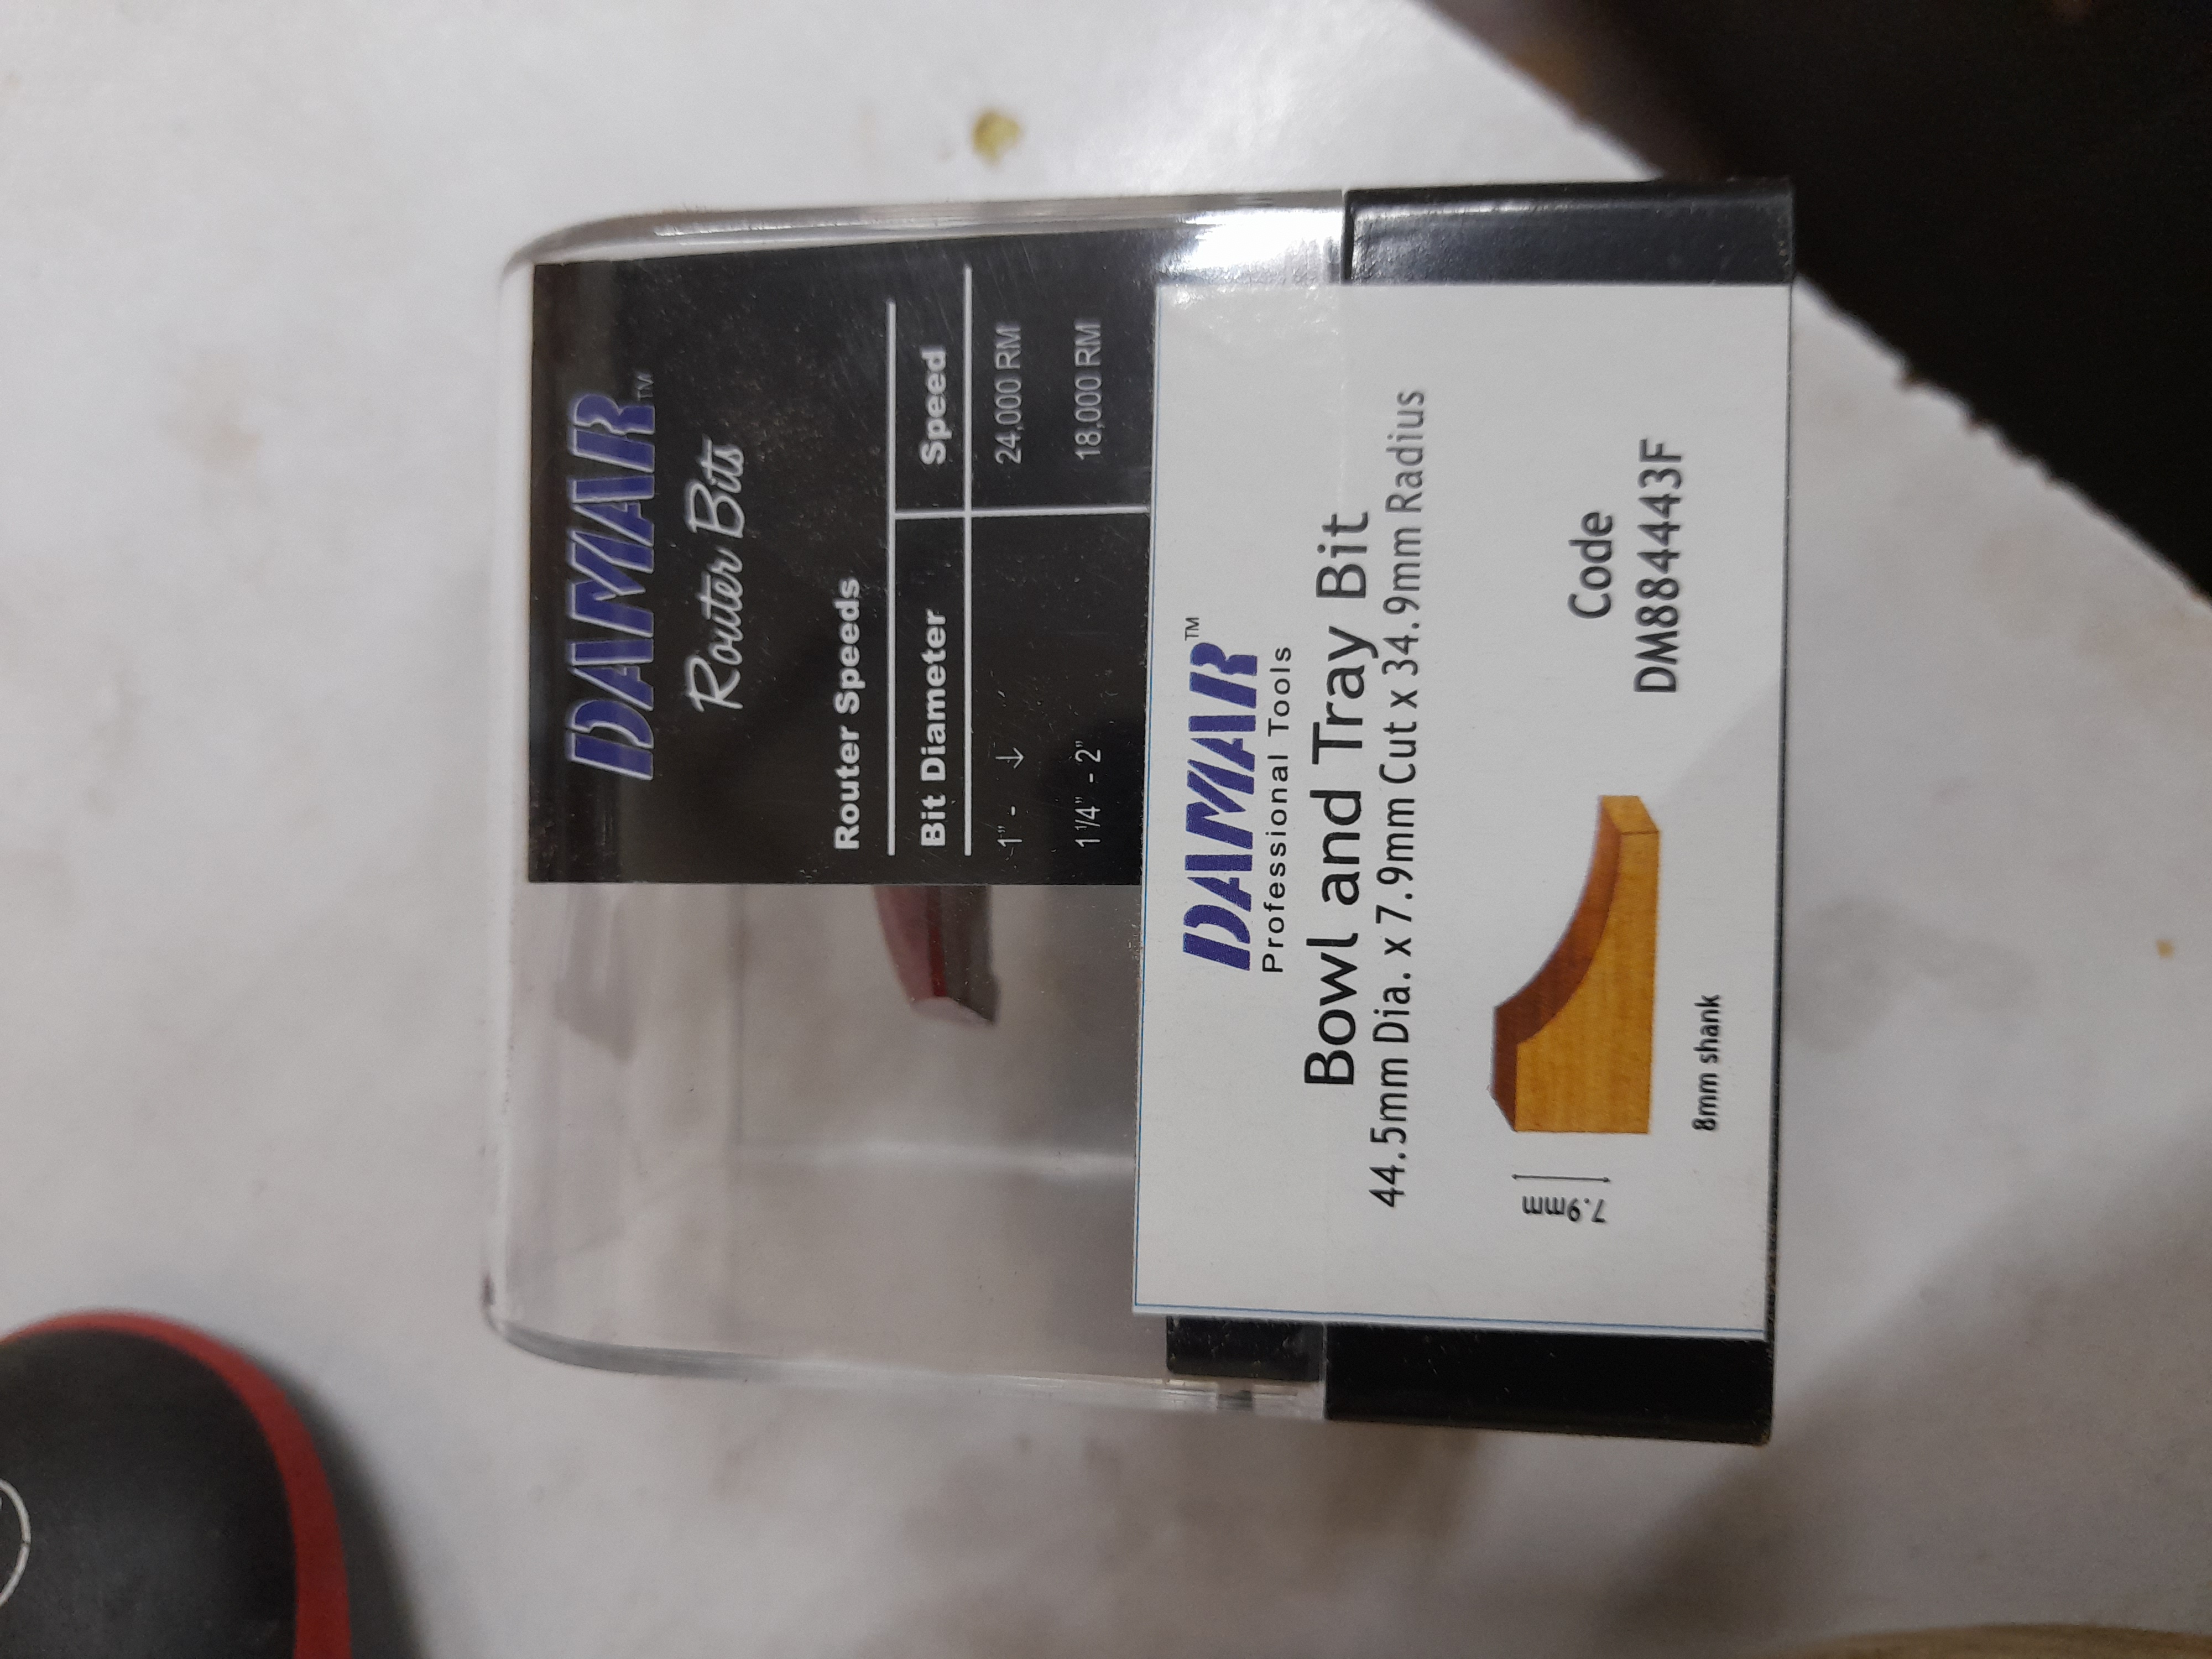 DAMAR™
Router Bits
Router Speeds
Bit Diameter Speed
1" - ↓ 24,000 RM
1 1/4" - 2" 18,000 RM
DAMAR™
Professional Tools
Bowl and Tray Bit
44.5mm Dia. x 7.9mm Cut x 34.9mm Radius
7.9mm
Code
DM884443F
8mm shank